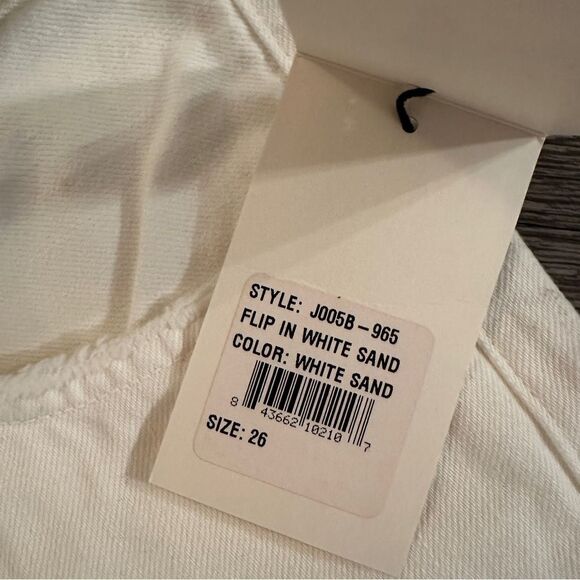 STYLE: J005B-965
FLIP IN WHITE SAND
COLOR: WHITE SAND
8 43662 10210 7
SIZE: 26